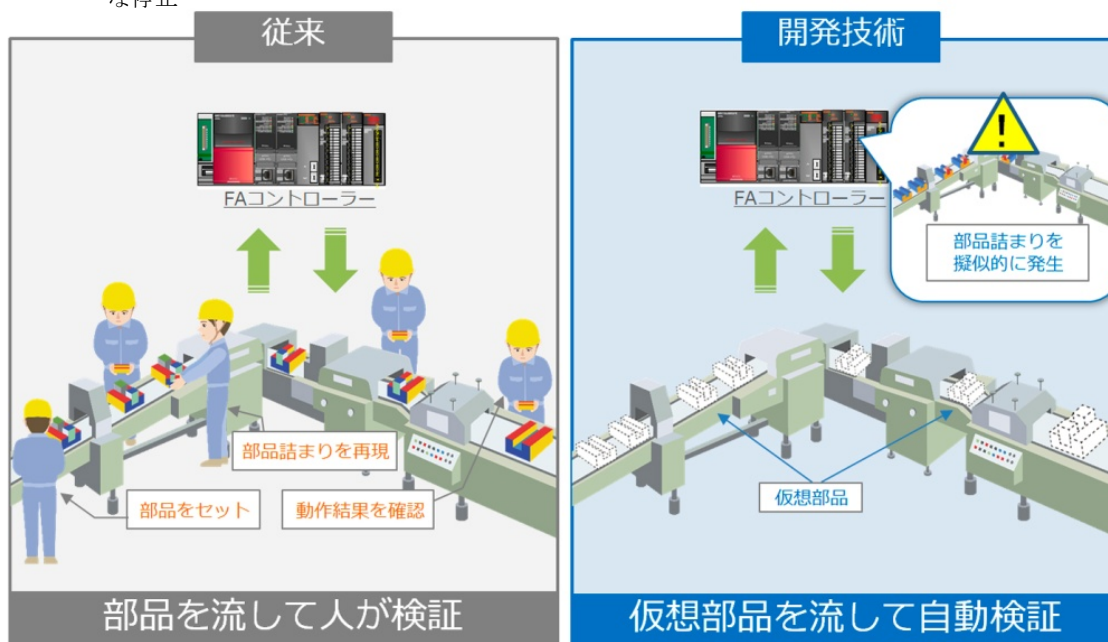 な停止
従来
開発技術
FAコントローラー
FAコントローラー
!
部品詰まりを
擬似的に発生
部品詰まりを再現
部品をセット
動作結果を確認
仮想部品
部品を流して人が検証
仮想部品を流して自動検証